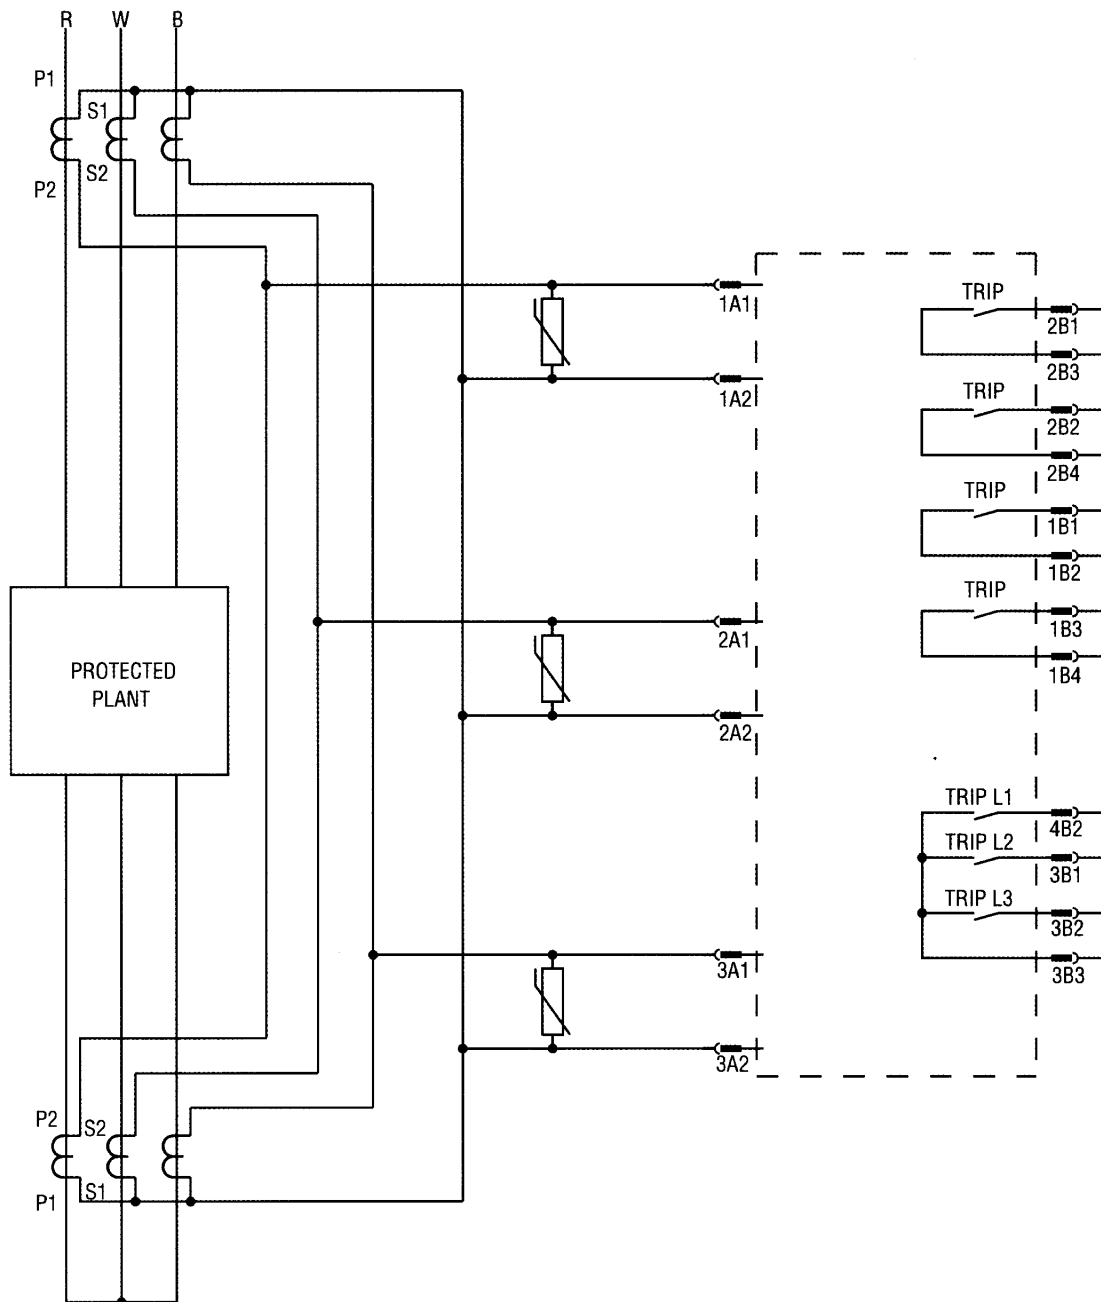 R W B
P1
S1
S2
P2
1A1
1A2
TRIP
2B1
2B3
TRIP
2B2
2B4
TRIP
1B1
1B2
TRIP
1B3
1B4
2A1
2A2
PROTECTED
PLANT
TRIP L1
4B2
TRIP L2
3B1
TRIP L3
3B2
3B3
3A1
3A2
P2
S2
S1
P1